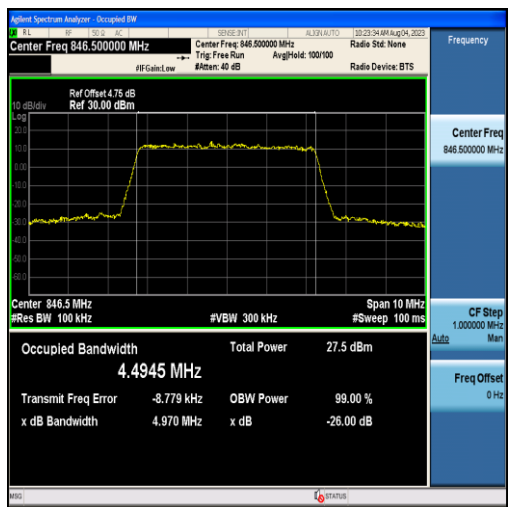 Agilent Spectrum Analyzer - Occupied BW
RL RF 50 Ω AC SENSE:INT ALIGN AUTO 10:23:34 AM Aug 04, 2023
Center Freq 846.500000 MHz
Center Freq: 846.500000 MHz
Radio Std: None
Trig: Free Run Avg|Hold: 100/100
#IFGain:Low
#Atten: 40 dB
Radio Device: BTS
Frequency
Ref Offset 4.75 dB
10 dB/div Ref 30.00 dBm
Log
20.0
10.0
0.00
-10.0
-20.0
-30.0
-40.0
-50.0
-60.0
Center Freq
846.500000 MHz
Center 846.5 MHz
Span 10 MHz
#Res BW 100 kHz
#VBW 300 kHz
#Sweep 100 ms
CF Step
1.000000 MHz
Auto Man
Occupied Bandwidth
Total Power 27.5 dBm
4.4945 MHz
Freq Offset
0 Hz
Transmit Freq Error -8.779 kHz OBW Power 99.00 %
x dB Bandwidth 4.970 MHz x dB -26.00 dB
MSG
STATUS